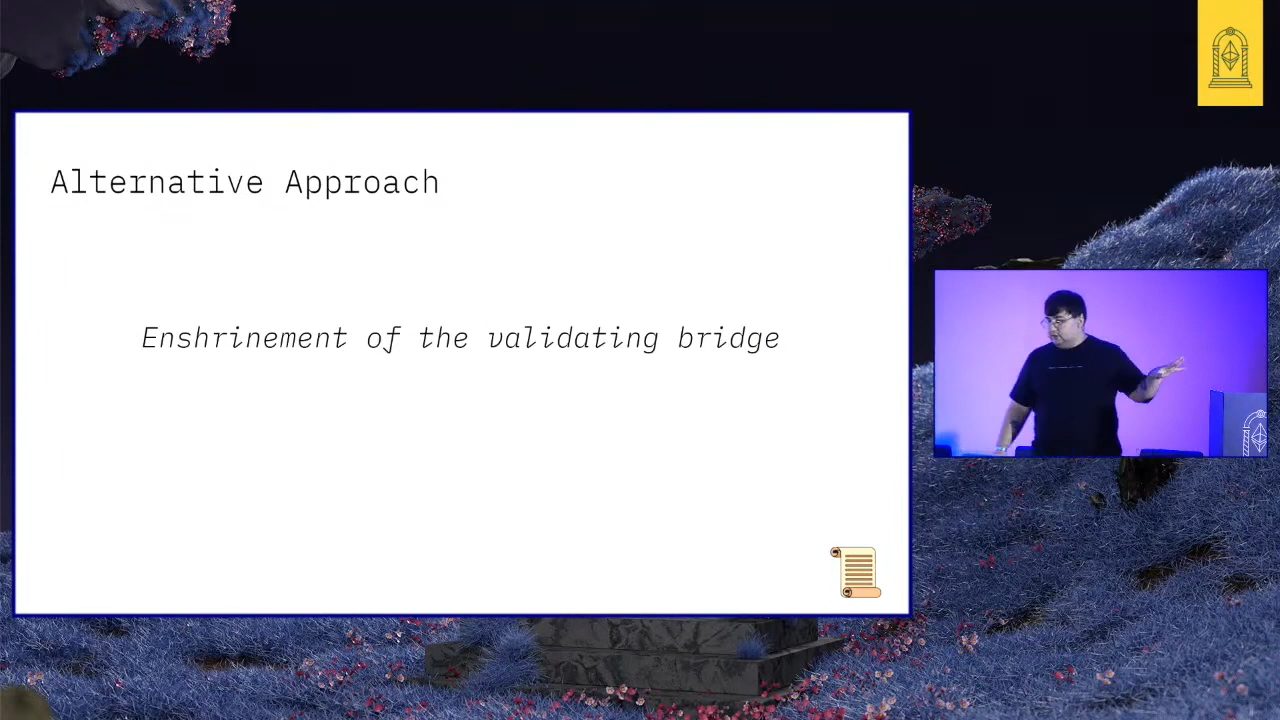 Alternative Approach
Enshrinement of the validating bridge